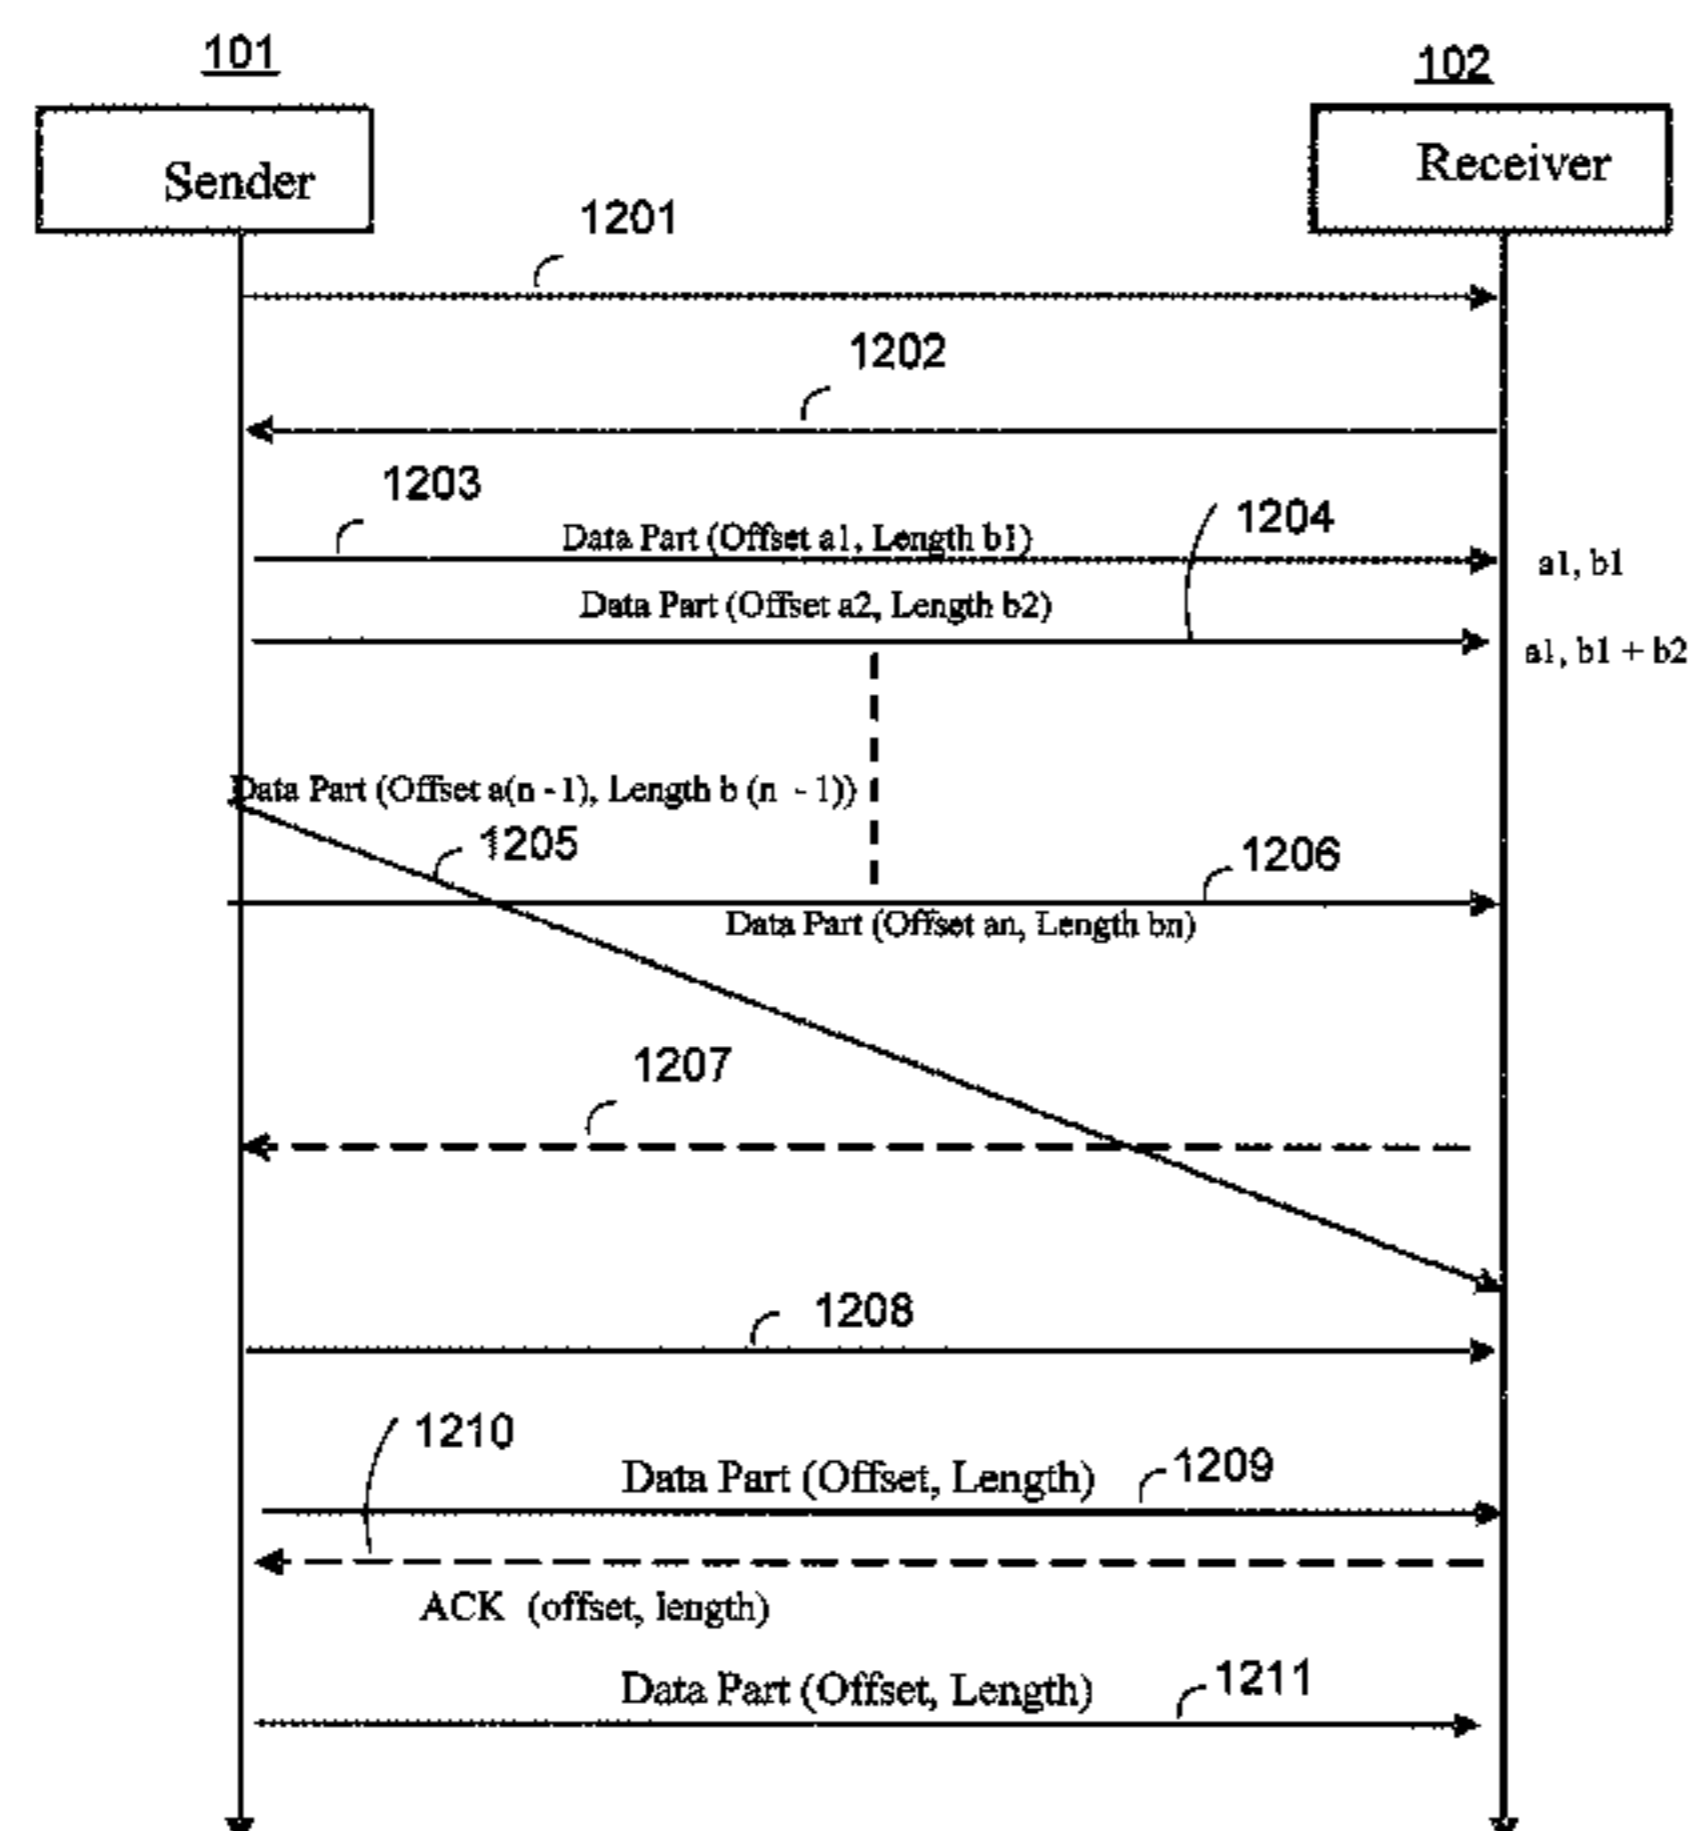 101
102
Sender
Receiver
1201
1202
1203
1204
Data Part (Offset a1, Length b1)
a1, b1
Data Part (Offset a2, Length b2)
a1, b1 + b2
Data Part (Offset a(n - 1), Length b (n - 1))
1205
1206
Data Part (Offset an, Length bn)
1207
1208
1210
1209
Data Part (Offset, Length)
ACK (offset, length)
1211
Data Part (Offset, Length)